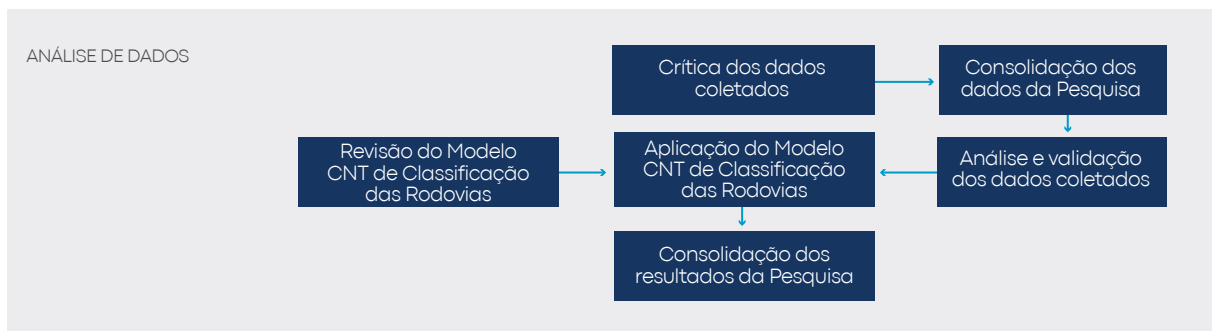 ANÁLISE DE DADOS
Crítica dos dados
coletados
Consolidação dos
dados da Pesquisa
Revisão do Modelo
CNT de Classificação
das Rodovias
Aplicação do Modelo
CNT de Classificação
das Rodovias
Análise e validação
dos dados coletados
Consolidação dos
resultados da Pesquisa